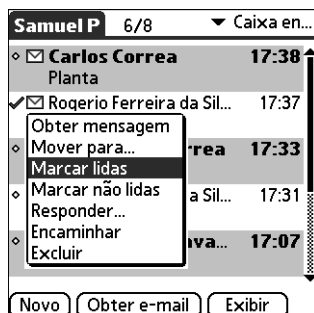 Samuel P 6/8 Caixa en...
Carlos Correa 17:38
Planta
Rogerio Ferreira da Sil... 17:37
Obter mensagem
Mover para...
rrea 17:33
Marcar lidas
Marcar não lidas
a Sil... 17:31
Responder...
Encaminhar
ava... 17:07
Excluir
Novo Obter e-mail Exibir